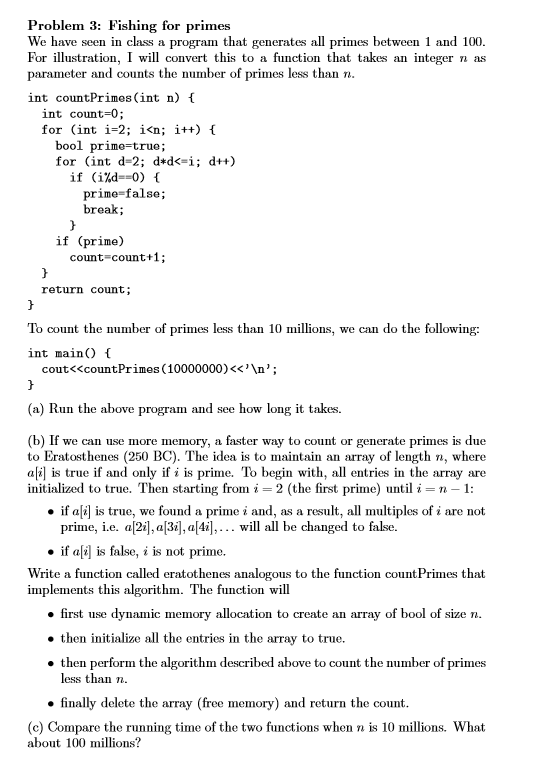 Problem 3: Fishing for primes
We have seen in class a program that generates all primes between 1 and 100.
For illustration, I will convert this to a function that takes an integer n as
parameter and counts the number of primes less than n.
int countPrimes(int n) {
int count=0;
for (int i=2; i<n; i++) {
bool prime=true;
for (int d=2; d*d<=i; d++)
if (i%d==0) {
prime=false;
break;
}
if (prime)
count=count+1;
}
return count;
}
To count the number of primes less than 10 millions, we can do the following:
int main() {
cout<<countPrimes(10000000)<<'\n';
}
(a) Run the above program and see how long it takes.
(b) If we can use more memory, a faster way to count or generate primes is due
to Eratosthenes (250 BC). The idea is to maintain an array of length n, where
a[i] is true if and only if i is prime. To begin with, all entries in the array are
initialized to true. Then starting from i = 2 (the first prime) until i = n − 1:
• if a[i] is true, we found a prime i and, as a result, all multiples of i are not
prime, i.e. a[2i], a[3i], a[4i], . . . will all be changed to false.
• if a[i] is false, i is not prime.
Write a function called eratothenes analogous to the function countPrimes that
implements this algorithm. The function will
• first use dynamic memory allocation to create an array of bool of size n.
• then initialize all the entries in the array to true.
• then perform the algorithm described above to count the number of primes
less than n.
• finally delete the array (free memory) and return the count.
(c) Compare the running time of the two functions when n is 10 millions. What
about 100 millions?